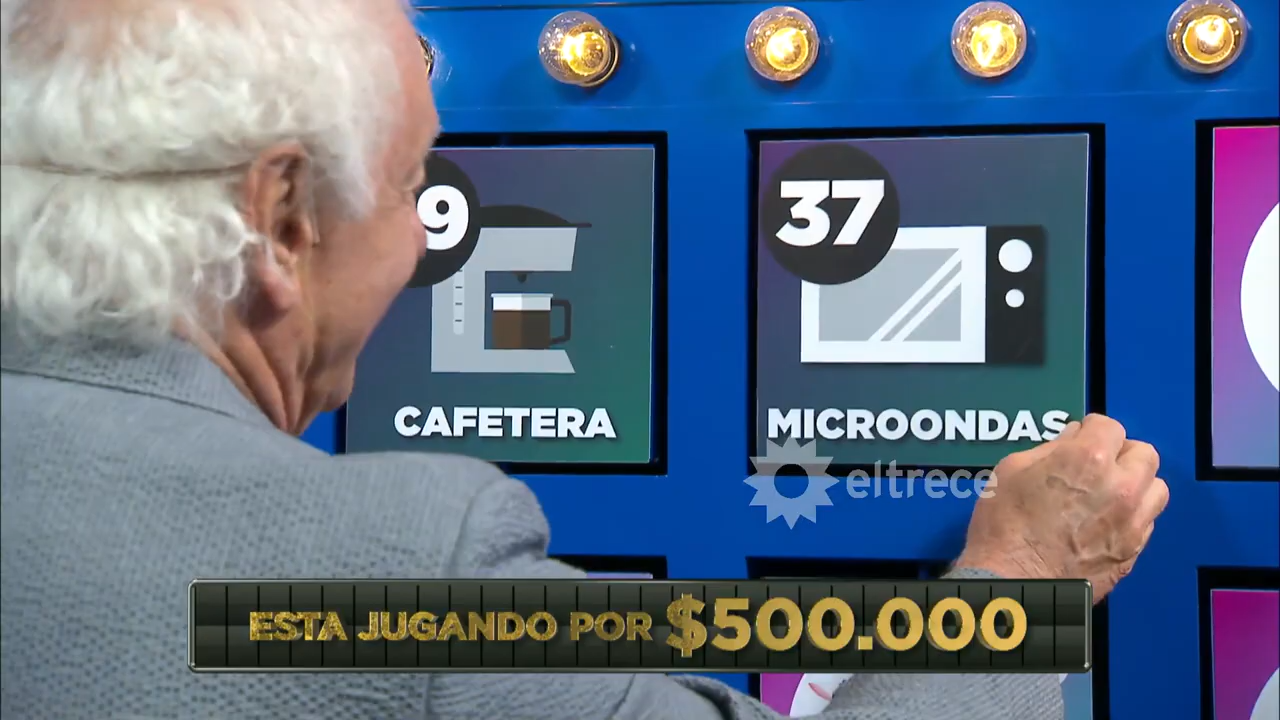 9
37
CAFETERA
MICROONDAS
eltrece
ESTA JUGANDO POR $500.000